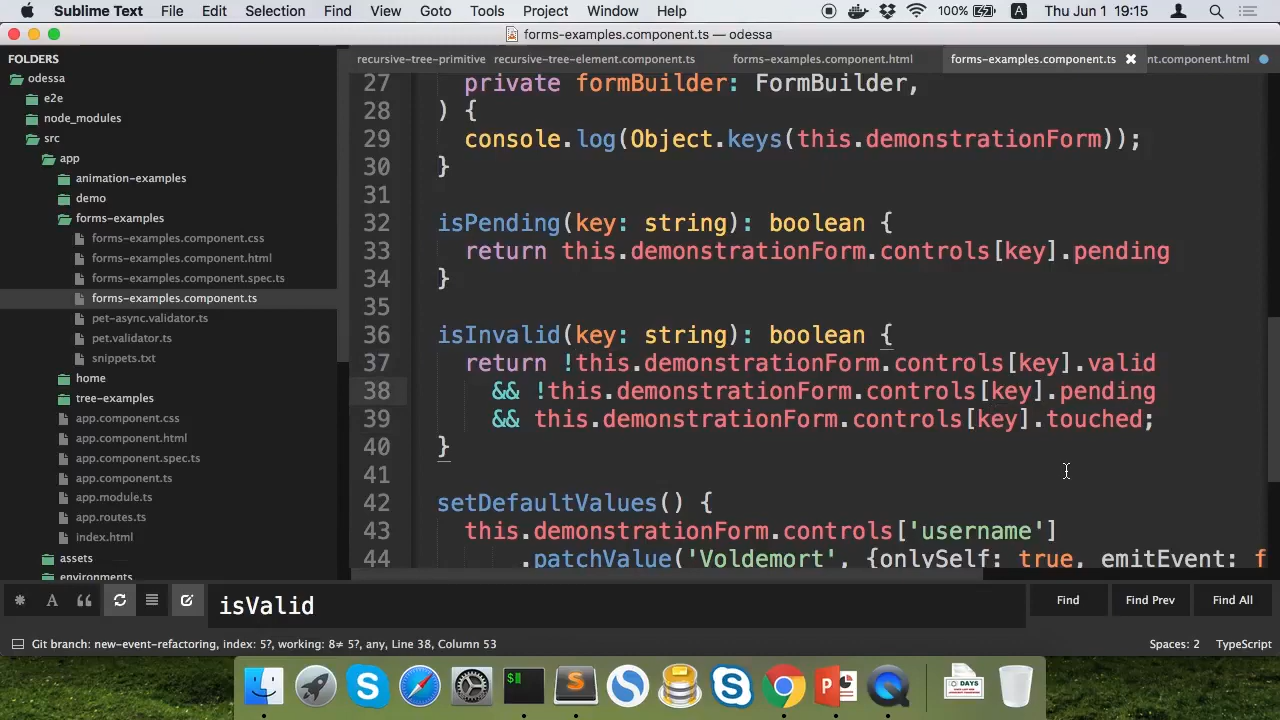 Sublime Text File Edit Selection Find View Goto Tools Project Window Help 100% A Thu Jun 1 19:15
forms-examples.component.ts — odessa
FOLDERS
odessa
e2e
node_modules
src
app
animation-examples
demo
forms-examples
forms-examples.component.css
forms-examples.component.html
forms-examples.component.spec.ts
forms-examples.component.ts
pet-async.validator.ts
pet.validator.ts
snippets.txt
home
tree-examples
app.component.css
app.component.html
app.component.spec.ts
app.component.ts
app.module.ts
app.routes.ts
index.html
assets
environments
recursive-tree-primitive recursive-tree-element.component.ts forms-examples.component.html forms-examples.component.ts nt.component.html
27 private formBuilder: FormBuilder,
28 ) {
29 console.log(Object.keys(this.demonstrationForm));
30 }
31
32 isPending(key: string): boolean {
33 return this.demonstrationForm.controls[key].pending
34 }
35
36 isInvalid(key: string): boolean {
37 return !this.demonstrationForm.controls[key].valid
38 && !this.demonstrationForm.controls[key].pending
39 && this.demonstrationForm.controls[key].touched;
40 }
41
42 setDefaultValues() {
43 this.demonstrationForm.controls['username']
44 .patchValue('Voldemort', {onlySelf: true, emitEvent: f
isValid Find Find Prev Find All
Git branch: new-event-refactoring, index: 5?, working: 8≠ 5?, any, Line 38, Column 53 Spaces: 2 TypeScript